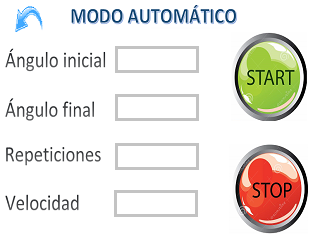 MODO AUTOMÁTICO
Ángulo inicial
START
Ángulo final
Repeticiones
STOP
Velocidad